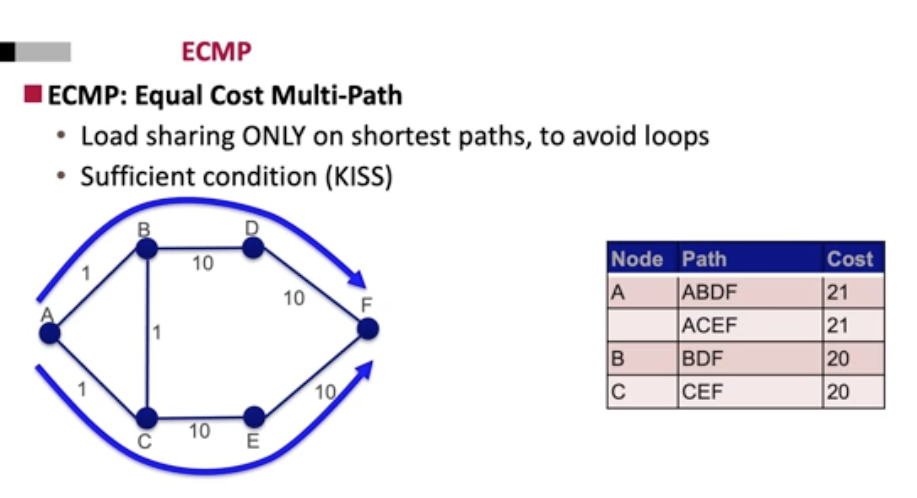 ECMP
ECMP: Equal Cost Multi-Path
• Load sharing ONLY on shortest paths, to avoid loops
• Sufficient condition (KISS)
B
D
1
10
10
A
F
1
1
10
10
C
E
Node Path Cost
A ABDF 21
ACEF 21
B BDF 20
C CEF 20